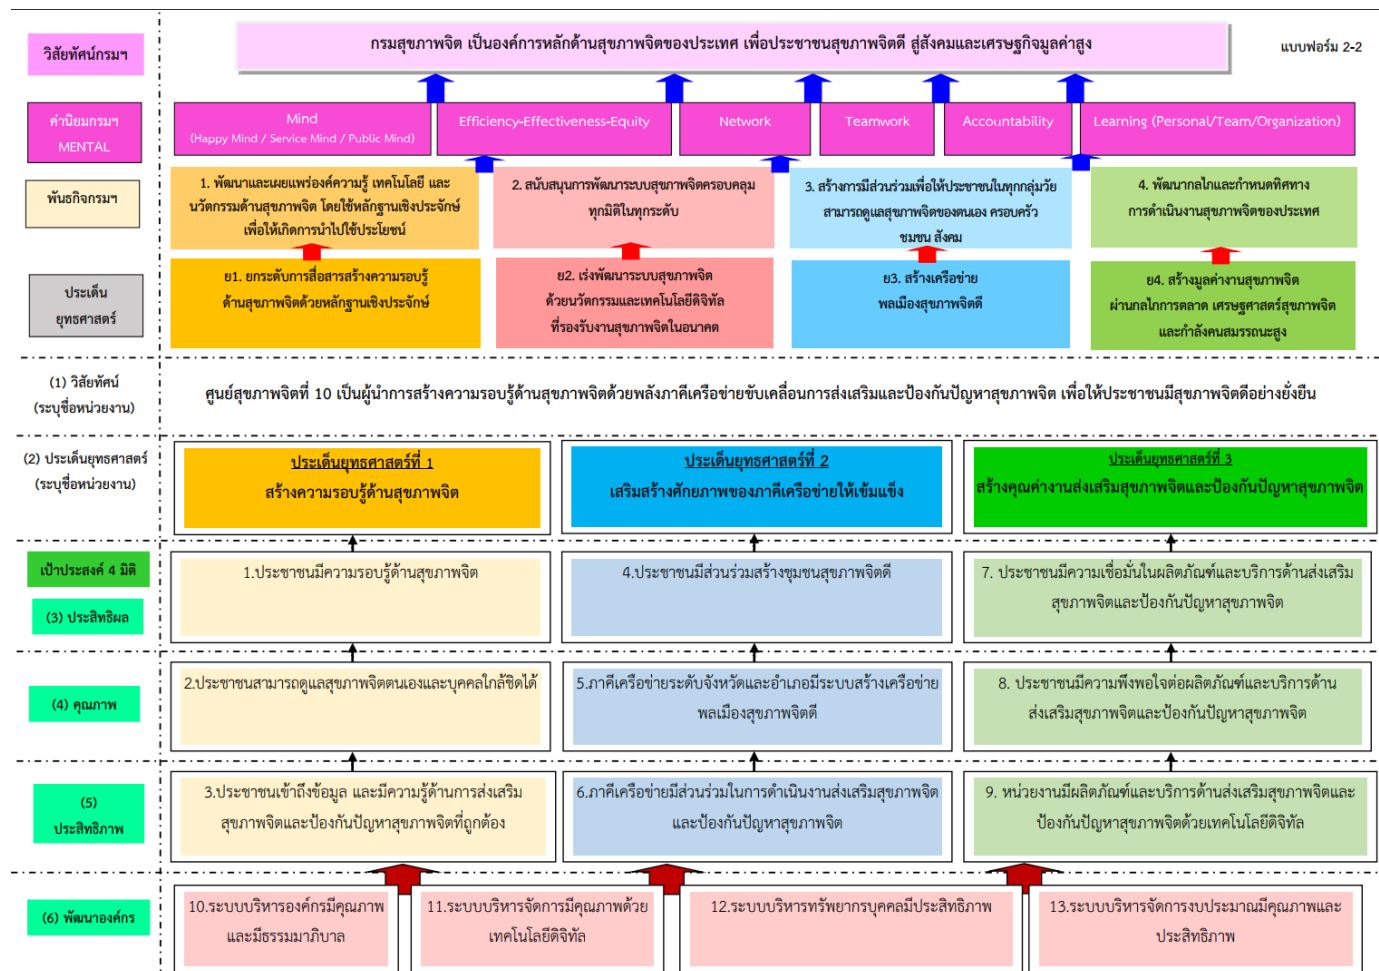 วิสัยทัศน์กรมฯ
กรมสุขภาพจิต เป็นองค์การหลักด้านสุขภาพจิตของประเทศ เพื่อประชาชนสุขภาพจิตดี สู่สังคมและเศรษฐกิจมูลค่าสูง
แบบฟอร์ม 2-2
ค่านิยมกรมฯ
MENTAL
Mind
(Happy Mind / Service Mind / Public Mind)
Efficiency-Effectiveness-Equity
Network
Teamwork
Accountability
Learning (Personal/Team/Organization)
พันธกิจกรมฯ
1. พัฒนาและเผยแพร่องค์ความรู้ เทคโนโลยี และ
นวัตกรรมด้านสุขภาพจิต โดยใช้หลักฐานเชิงประจักษ์
เพื่อให้เกิดการนำไปใช้ประโยชน์
2. สนับสนุนการพัฒนาระบบสุขภาพจิตครอบคลุม
ทุกมิติในทุกระดับ
3. สร้างการมีส่วนร่วมเพื่อให้ประชาชนในทุกกลุ่มวัย
สามารถดูแลสุขภาพจิตของตนเอง ครอบครัว
ชุมชน สังคม
4. พัฒนากลไกและกำหนดทิศทาง
การดำเนินงานสุขภาพจิตของประเทศ
ประเด็น
ยุทธศาสตร์
ย1. ยกระดับการสื่อสารสร้างความรอบรู้
ด้านสุขภาพจิตด้วยหลักฐานเชิงประจักษ์
ย2. เร่งพัฒนาระบบสุขภาพจิต
ด้วยนวัตกรรมและเทคโนโลยีดิจิทัล
ที่รองรับงานสุขภาพจิตในอนาคต
ย3. สร้างเครือข่าย
พลเมืองสุขภาพจิตดี
ย4. สร้างมูลค่างานสุขภาพจิต
ผ่านกลไกการตลาด เศรษฐศาสตร์สุขภาพจิต
และกำลังคนสมรรถนะสูง
(1) วิสัยทัศน์
(ระบุชื่อหน่วยงาน)
ศูนย์สุขภาพจิตที่ 10 เป็นผู้นำการสร้างความรอบรู้ด้านสุขภาพจิตด้วยพลังภาคีเครือข่ายขับเคลื่อนการส่งเสริมและป้องกันปัญหาสุขภาพจิต เพื่อให้ประชาชนมีสุขภาพจิตดีอย่างยั่งยืน
(2) ประเด็นยุทธศาสตร์
(ระบุชื่อหน่วยงาน)
ประเด็นยุทธศาสตร์ที่ 1
สร้างความรอบรู้ด้านสุขภาพจิต
ประเด็นยุทธศาสตร์ที่ 2
เสริมสร้างศักยภาพของภาคีเครือข่ายให้เข้มแข็ง
ประเด็นยุทธศาสตร์ที่ 3
สร้างคุณค่างานส่งเสริมสุขภาพจิตและป้องกันปัญหาสุขภาพจิต
เป้าประสงค์ 4 มิติ
(3) ประสิทธิผล
1.ประชาชนมีความรอบรู้ด้านสุขภาพจิต
4.ประชาชนมีส่วนร่วมสร้างชุมชนสุขภาพจิตดี
7. ประชาชนมีความเชื่อมั่นในผลิตภัณฑ์และบริการด้านส่งเสริม
สุขภาพจิตและป้องกันปัญหาสุขภาพจิต
(4) คุณภาพ
2.ประชาชนสามารถดูแลสุขภาพจิตตนเองและบุคคลใกล้ชิดได้
5.ภาคีเครือข่ายระดับจังหวัดและอำเภอมีระบบสร้างเครือข่าย
พลเมืองสุขภาพจิตดี
8. ประชาชนมีความพึงพอใจต่อผลิตภัณฑ์และบริการด้าน
ส่งเสริมสุขภาพจิตและป้องกันปัญหาสุขภาพจิต
(5)
ประสิทธิภาพ
3.ประชาชนเข้าถึงข้อมูล และมีความรู้ด้านการส่งเสริม
สุขภาพจิตและป้องกันปัญหาสุขภาพจิตที่ถูกต้อง
6.ภาคีเครือข่ายมีส่วนร่วมในการดำเนินงานส่งเสริมสุขภาพจิต
และป้องกันปัญหาสุขภาพจิต
9. หน่วยงานมีผลิตภัณฑ์และบริการด้านส่งเสริมสุขภาพจิตและ
ป้องกันปัญหาสุขภาพจิตด้วยเทคโนโลยีดิจิทัล
(6) พัฒนาองค์กร
10.ระบบบริหารองค์กรมีคุณภาพ
และมีธรรมมาภิบาล
11.ระบบบริหารจัดการมีคุณภาพด้วย
เทคโนโลยีดิจิทัล
12.ระบบบริหารทรัพยากรบุคคลมีประสิทธิภาพ
13.ระบบบริหารจัดการงบประมาณมีคุณภาพและ
ประสิทธิภาพ